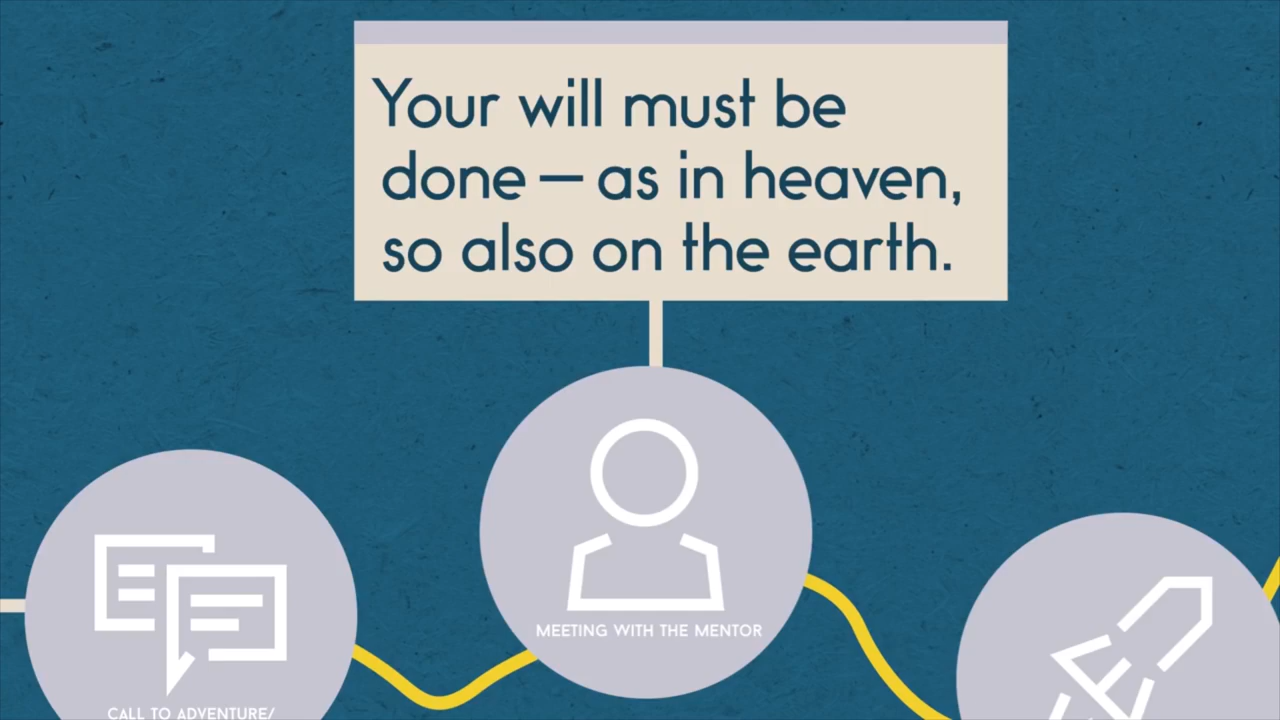 Your will must be
done — as in heaven,
so also on the earth.
MEETING WITH THE MENTOR
CALL TO ADVENTURE/